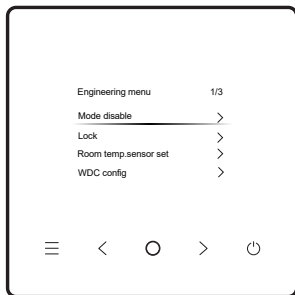 Engineering menu 1/3
Mode disable
Lock
Room temp.sensor set
WDC config